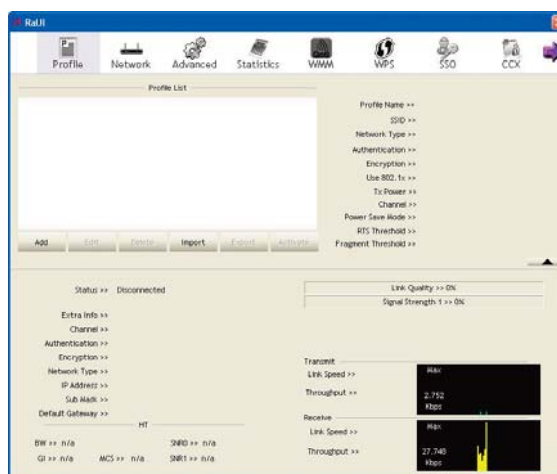 RaUI
Profile Network Advanced Statistics WMM WPS SSO CCX
Profile List
Profile Name >>
SSID >>
Network Type >>
Authentication >>
Encryption >>
Use 802.1x >>
Tx Power >>
Channel >>
Power Save Mode >>
RTS Threshold >>
Fragment Threshold >>
Add Edit Delete Import Export Activate
Status >> Disconnected
Extra Info >>
Channel >>
Authentication >>
Encryption >>
Network Type >>
IP Address >>
Sub Mask >>
Default Gateway >>
HT
BW >> n/a SNR0 >> n/a
GI >> n/a MCS >> n/a SNR1 >> n/a
Link Quality >> 0%
Signal Strength 1 >> 0%
Transmit
Link Speed >> Max
Throughput >> 2.752
Kbps
Receive
Link Speed >> Max
Throughput >> 27.748
Kbps